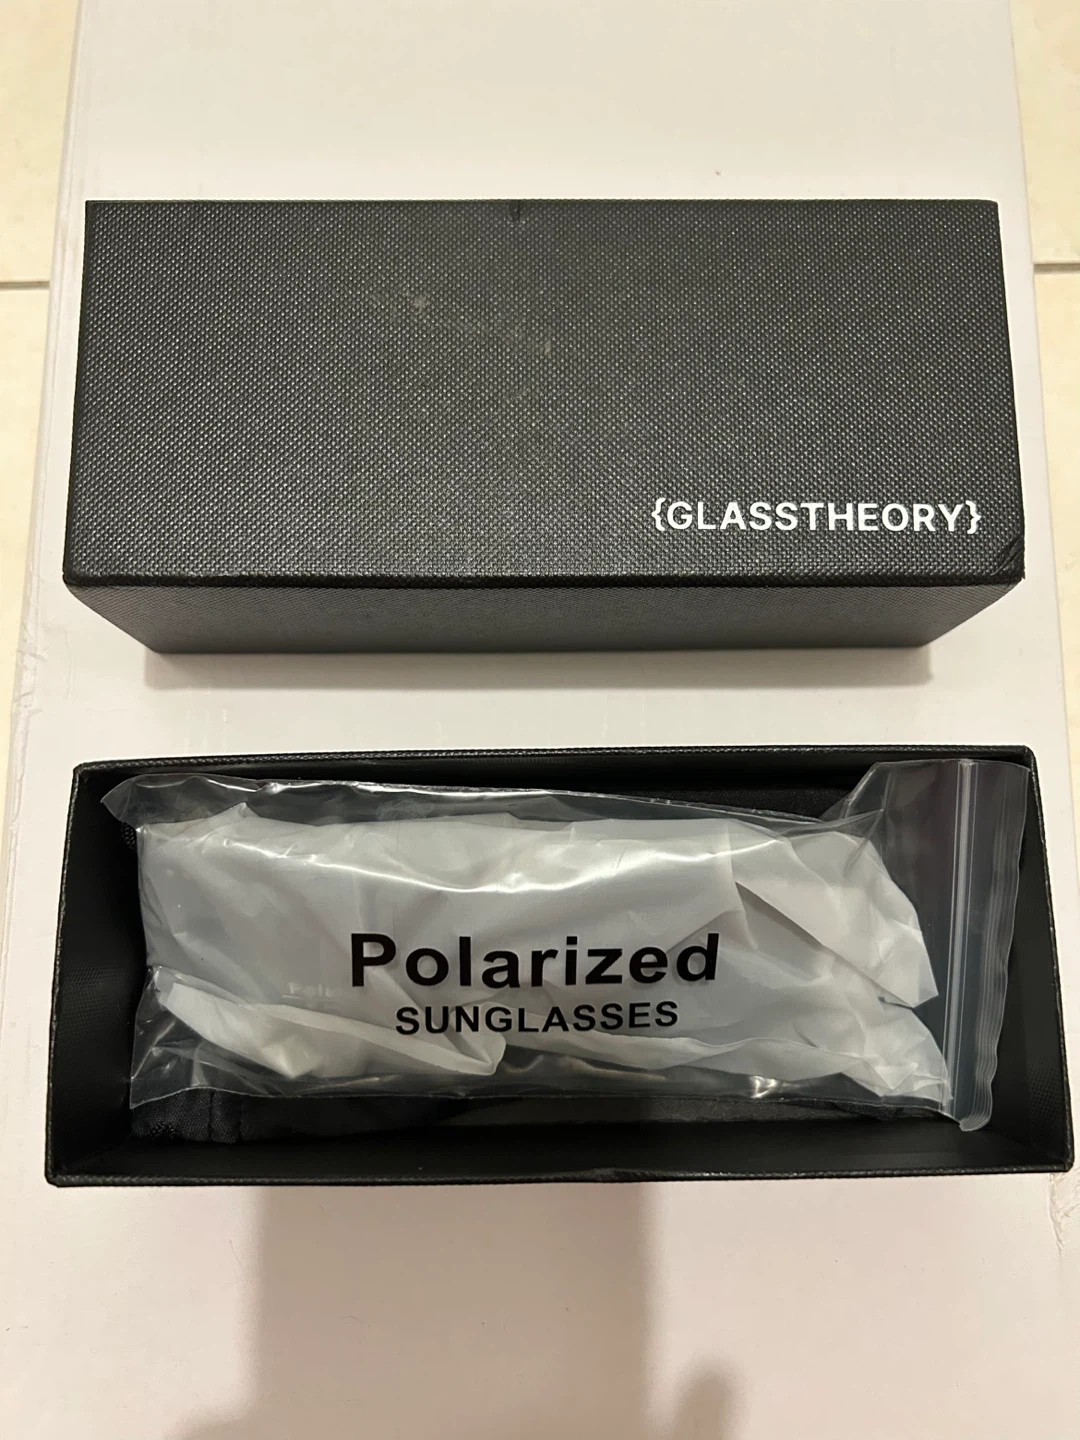 {GLASSTHEORY}
Polarized
SUNGLASSES